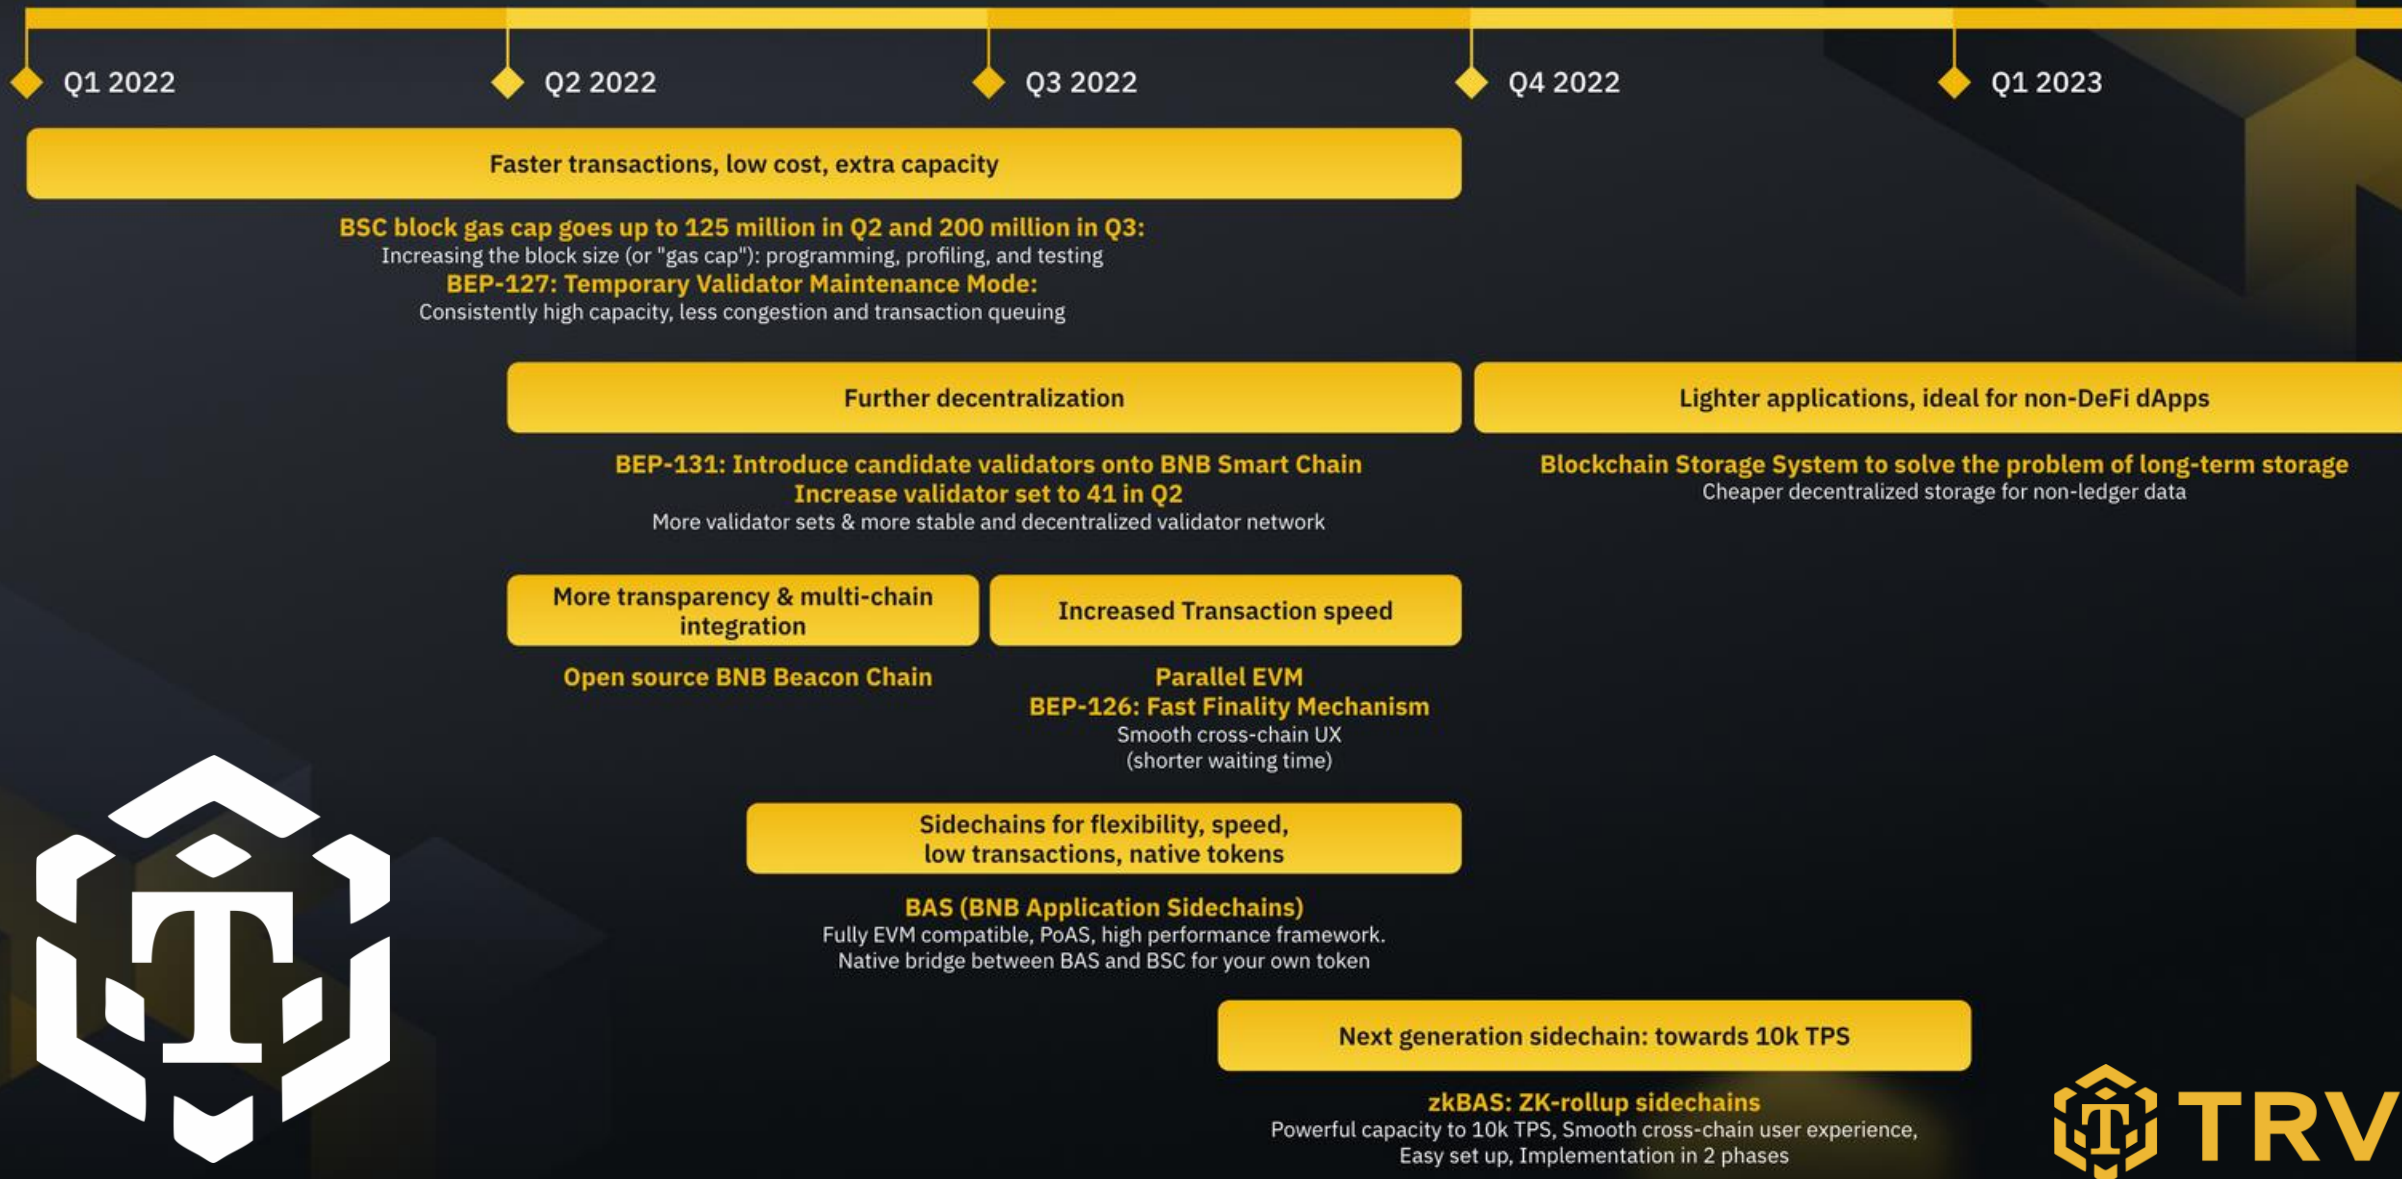 Q1 2022
Q2 2022
Q3 2022
Q4 2022
Q1 2023
Faster transactions, low cost, extra capacity
BSC block gas cap goes up to 125 million in Q2 and 200 million in Q3:
Increasing the block size (or "gas cap"): programming, profiling, and testing
BEP-127: Temporary Validator Maintenance Mode:
Consistently high capacity, less congestion and transaction queuing
Further decentralization
BEP-131: Introduce candidate validators onto BNB Smart Chain
Increase validator set to 41 in Q2
More validator sets & more stable and decentralized validator network
Lighter applications, ideal for non-DeFi dApps
Blockchain Storage System to solve the problem of long-term storage
Cheaper decentralized storage for non-ledger data
More transparency & multi-chain
integration
Open source BNB Beacon Chain
Increased Transaction speed
Parallel EVM
BEP-126: Fast Finality Mechanism
Smooth cross-chain UX
(shorter waiting time)
Sidechains for flexibility, speed,
low transactions, native tokens
BAS (BNB Application Sidechains)
Fully EVM compatible, PoAS, high performance framework.
Native bridge between BAS and BSC for your own token
Next generation sidechain: towards 10k TPS
zkBAS: ZK-rollup sidechains
Powerful capacity to 10k TPS, Smooth cross-chain user experience,
Easy set up, Implementation in 2 phases
T
T TRV